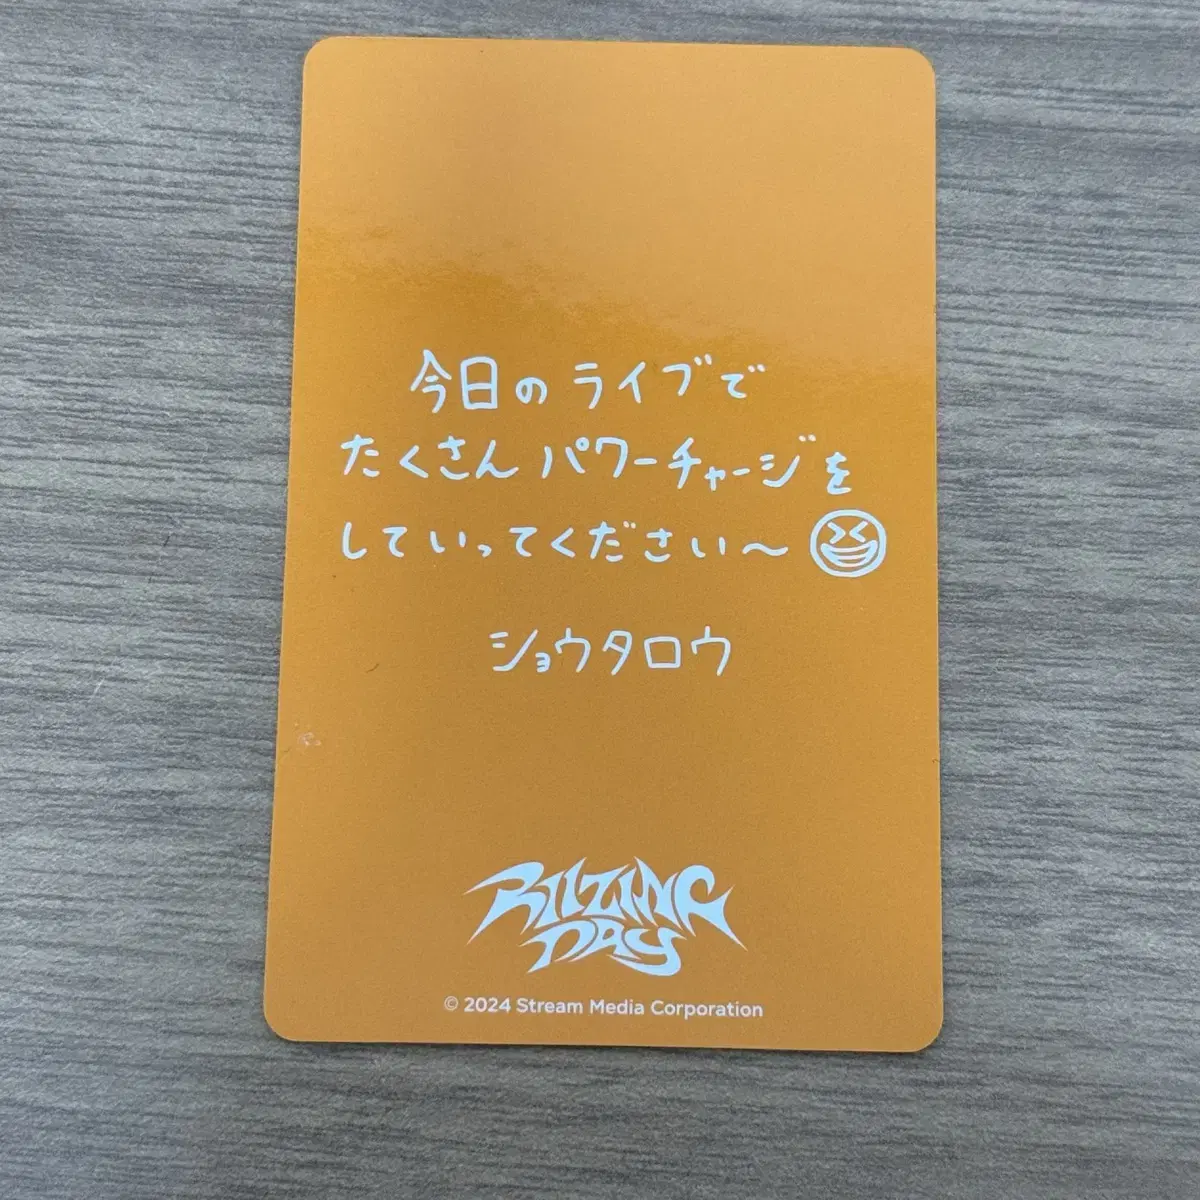 今日のライブで
たくさんパワーチャージを
していってください〜
ショウタロウ
RIIZING
DAY
© 2024 Stream Media Corporation